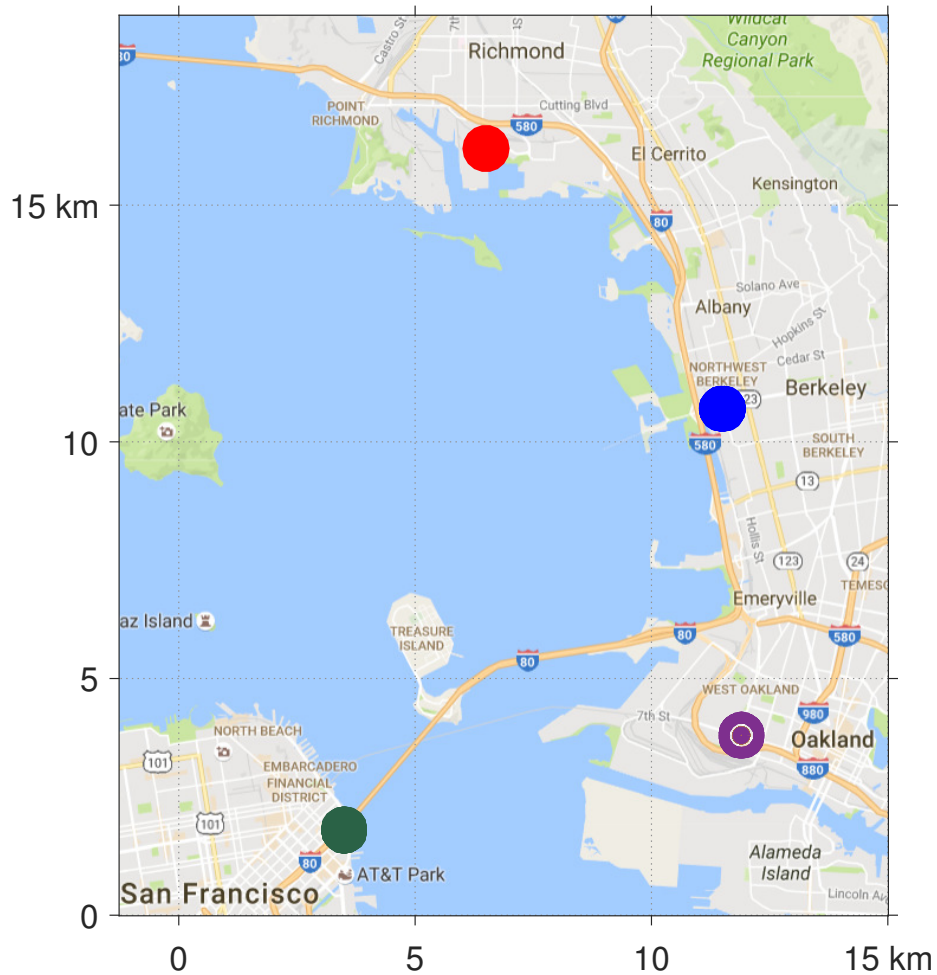 Wildcat
Canyon
Regional Park
Castro St
7th
St
Richmond
80
POINT
RICHMOND
Cutting Blvd
580
El Cerrito
Kensington
15 km
80
Solano Ave
Albany
Hopkins St
Cedar St
NORTHWEST
BERKELEY
Berkeley
23
ate Park
10
580
SOUTH
BERKELEY
13
Hollis St
123
24
TEMESC
Emeryville
az Island
TREASURE
ISLAND
80
580
80
5
WEST OAKLAND
7th St
980
NORTH BEACH
Oakland
101
880
EMBARCADERO
FINANCIAL
DISTRICT
101
80
AT&T Park
Alameda
Island
San Francisco
Lincoln Av
0
0
5
10
15 km